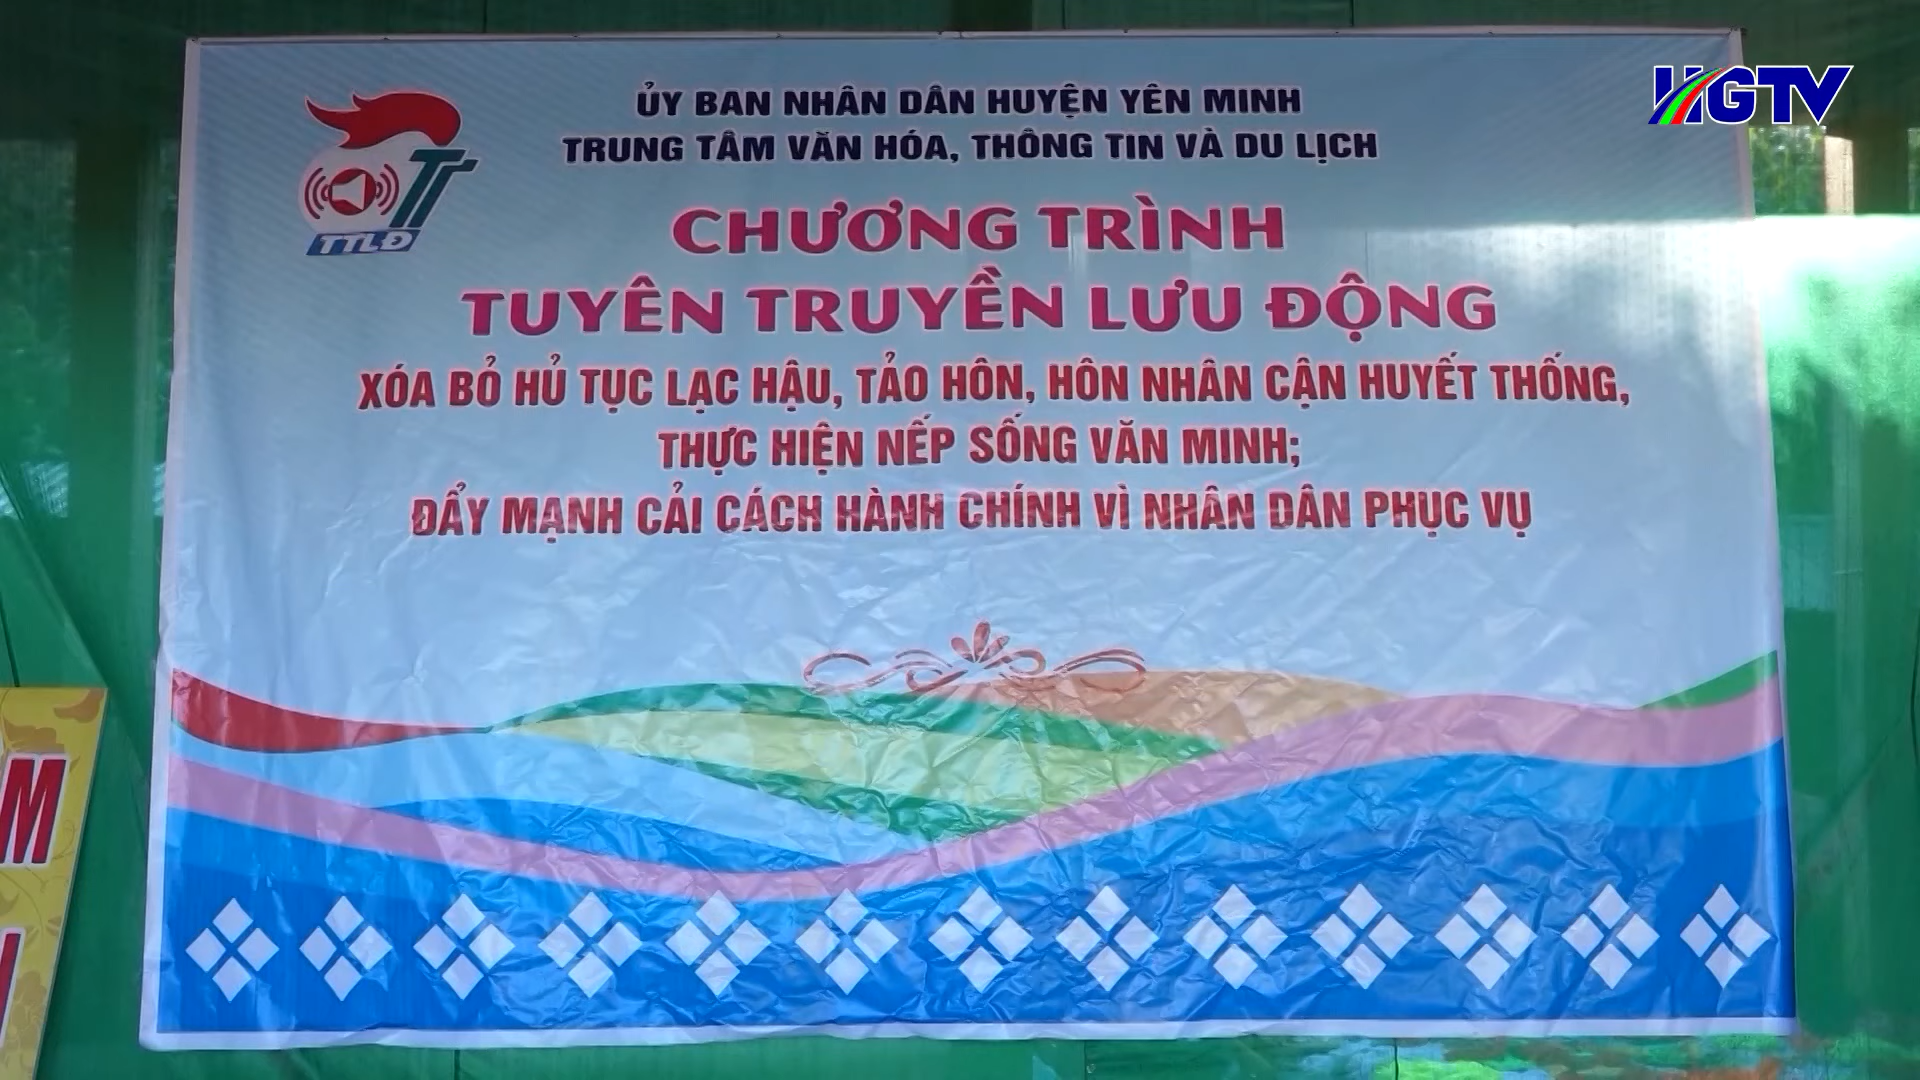 HGTV
ỦY BAN NHÂN DÂN HUYỆN YÊN MINH
TRUNG TÂM VĂN HÓA, THÔNG TIN VÀ DU LỊCH
TT
TTLĐ
CHƯƠNG TRÌNH
TUYÊN TRUYỀN LƯU ĐỘNG
XÓA BỎ HỦ TỤC LẠC HẬU, TẢO HÔN, HÔN NHÂN CẬN HUYẾT THỐNG,
THỰC HIỆN NẾP SỐNG VĂN MINH;
ĐẨY MẠNH CẢI CÁCH HÀNH CHÍNH VÌ NHÂN DÂN PHỤC VỤ